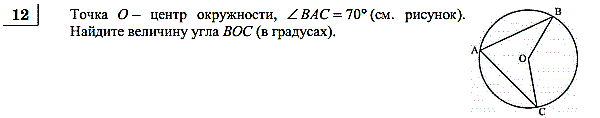 12
Точка O – центр окружности, ∠BAC = 70° (см. рисунок).
Найдите величину угла BOC (в градусах).
B
A
O
C